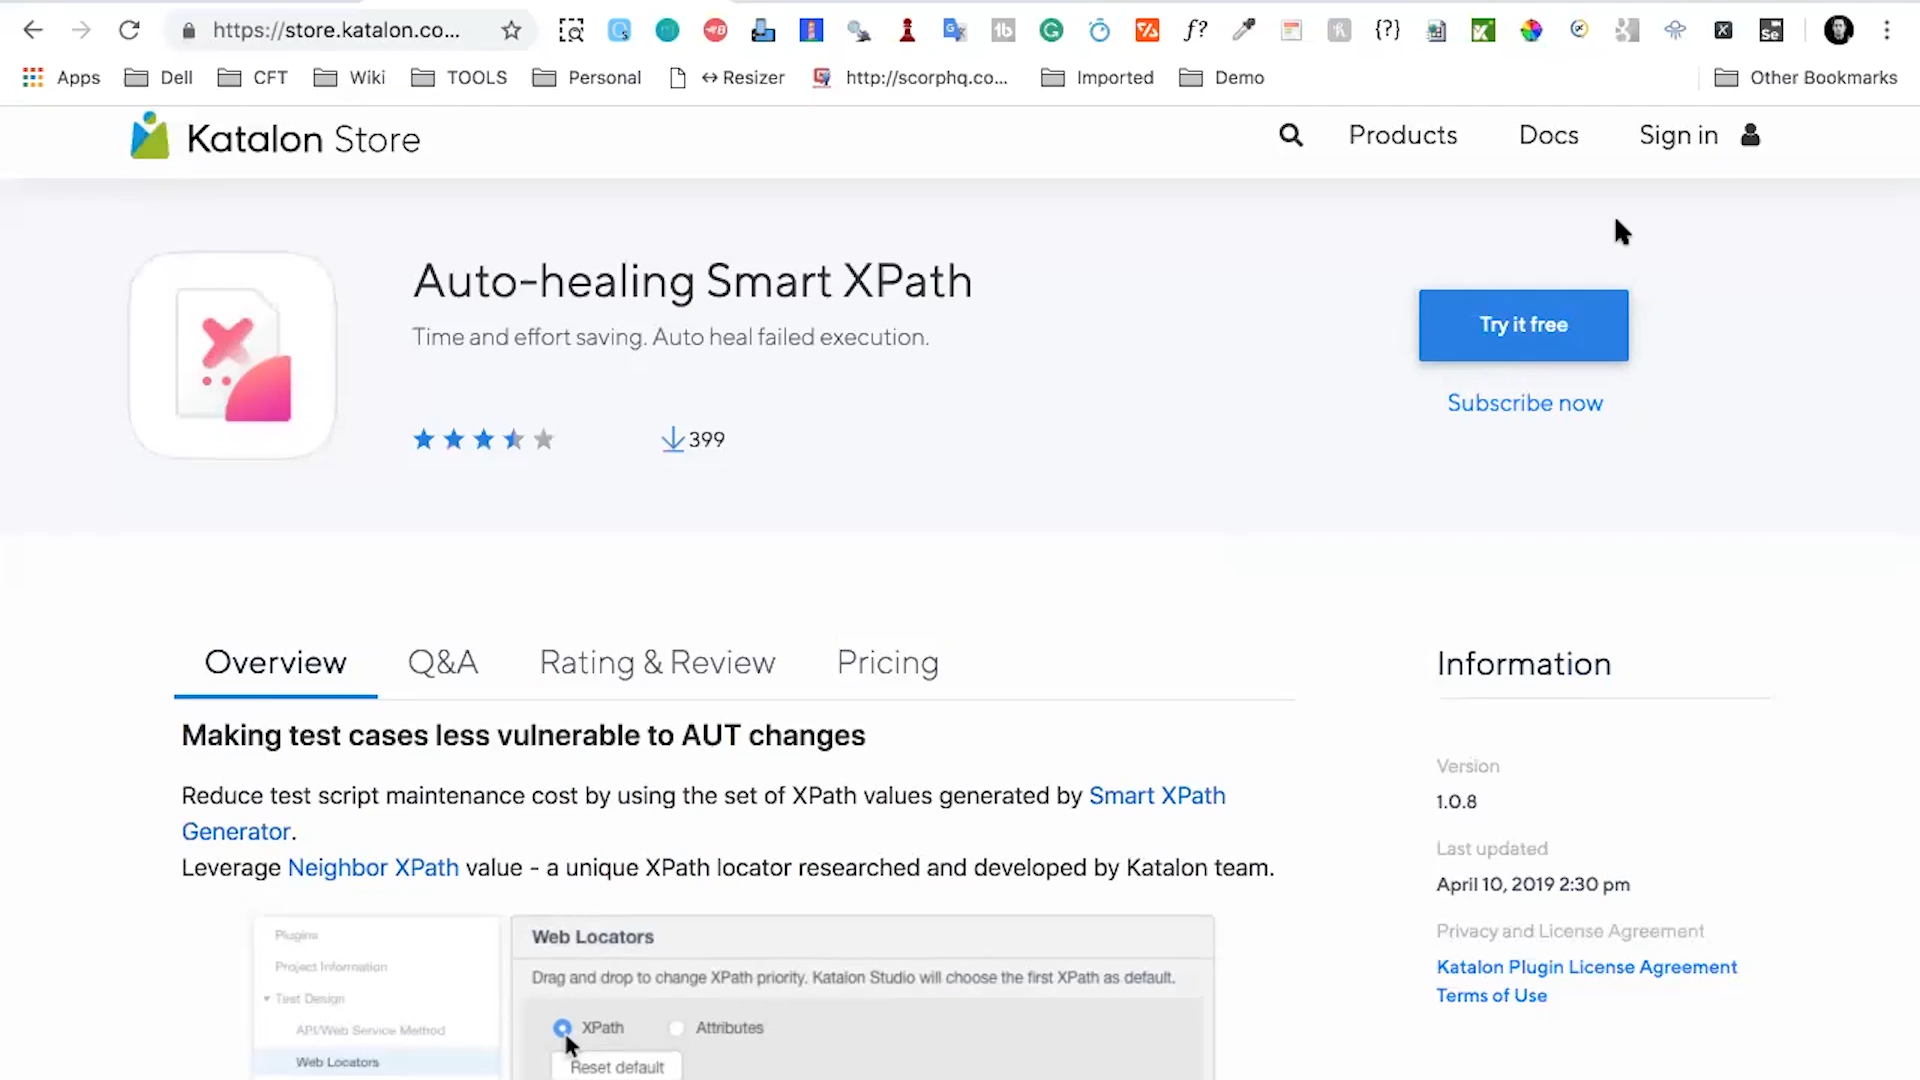 https://store.katalon.co...
Apps Dell CFT Wiki TOOLS Personal ↔Resizer http://scorphq.co... Imported Demo Other Bookmarks
Katalon Store
Products Docs Sign in
Auto-healing Smart XPath
Time and effort saving. Auto heal failed execution.
Try it free
Subscribe now
399
Overview Q&A Rating & Review Pricing
Information
Making test cases less vulnerable to AUT changes
Reduce test script maintenance cost by using the set of XPath values generated by Smart XPath
Generator.
Leverage Neighbor XPath value - a unique XPath locator researched and developed by Katalon team.
Version
1.0.8
Last updated
April 10, 2019 2:30 pm
Privacy and License Agreement
Katalon Plugin License Agreement
Terms of Use
Plugins
Project Information
Test Design
API/Web Service Method
Web Locators
Web Locators
Drag and drop to change XPath priority. Katalon Studio will choose the first XPath as default.
XPath Attributes
Reset default